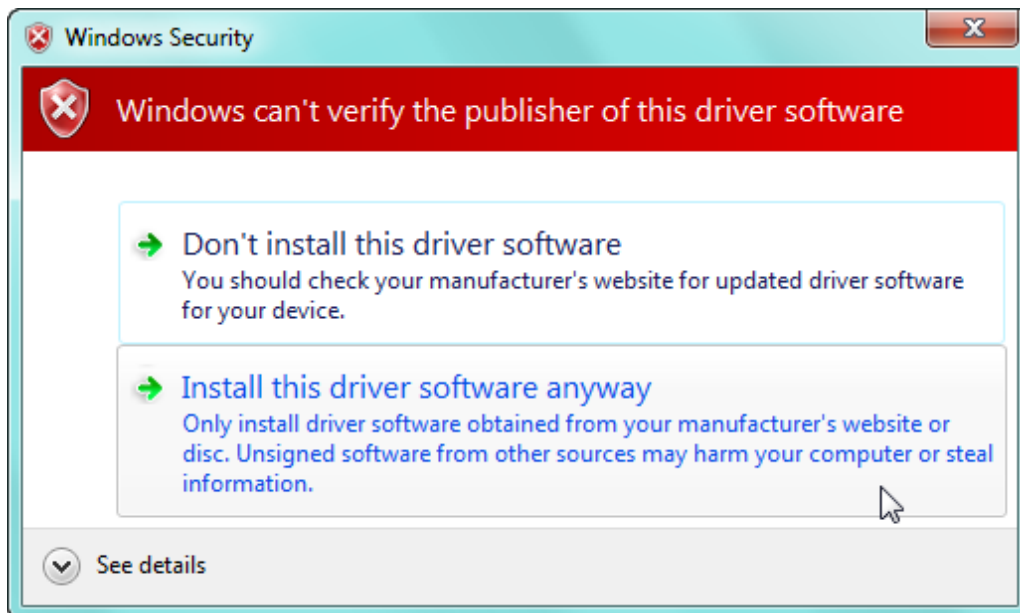 Windows Security
Windows can't verify the publisher of this driver software
Don't install this driver software
You should check your manufacturer's website for updated driver software
for your device.
Install this driver software anyway
Only install driver software obtained from your manufacturer's website or
disc. Unsigned software from other sources may harm your computer or steal
information.
See details